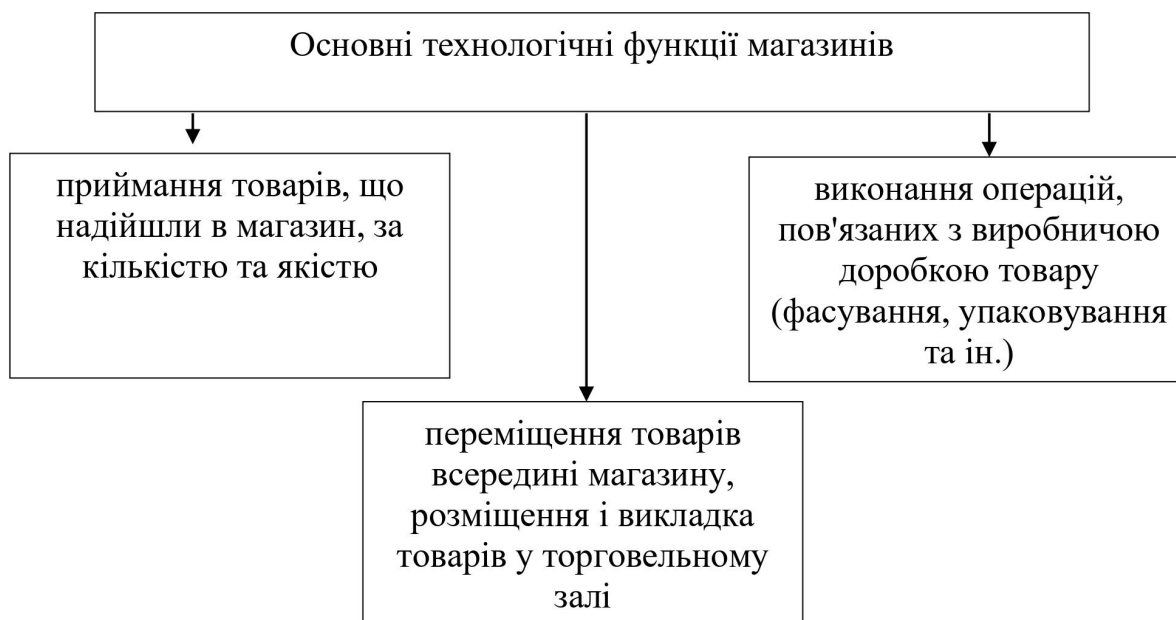 Основні технологічні функції магазинів
приймання товарів, що
надійшли в магазин, за
кількістю та якістю
виконання операцій,
пов'язаних з виробничою
доробкою товару
(фасування, упаковування
та ін.)
переміщення товарів
всередині магазину,
розміщення і викладка
товарів у торговельному
залі